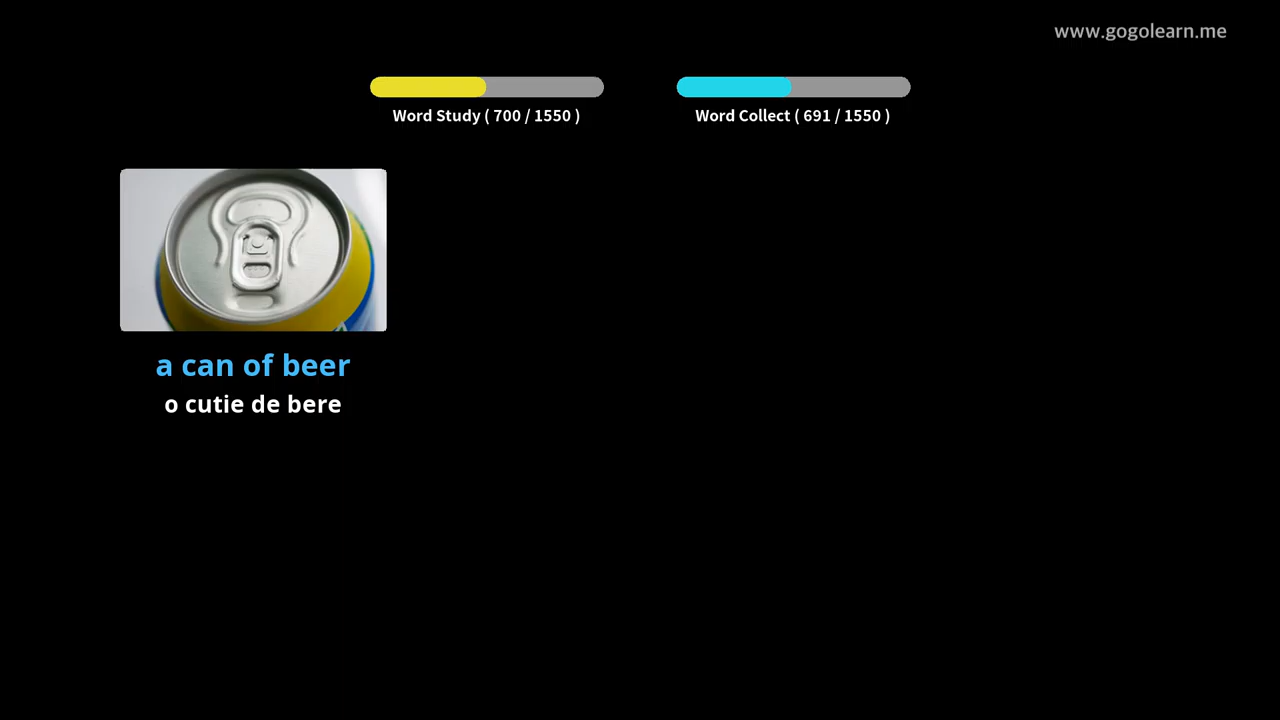 www.gogolearn.me
Word Study ( 700 / 1550 )
Word Collect ( 691 / 1550 )
a can of beer
o cutie de bere